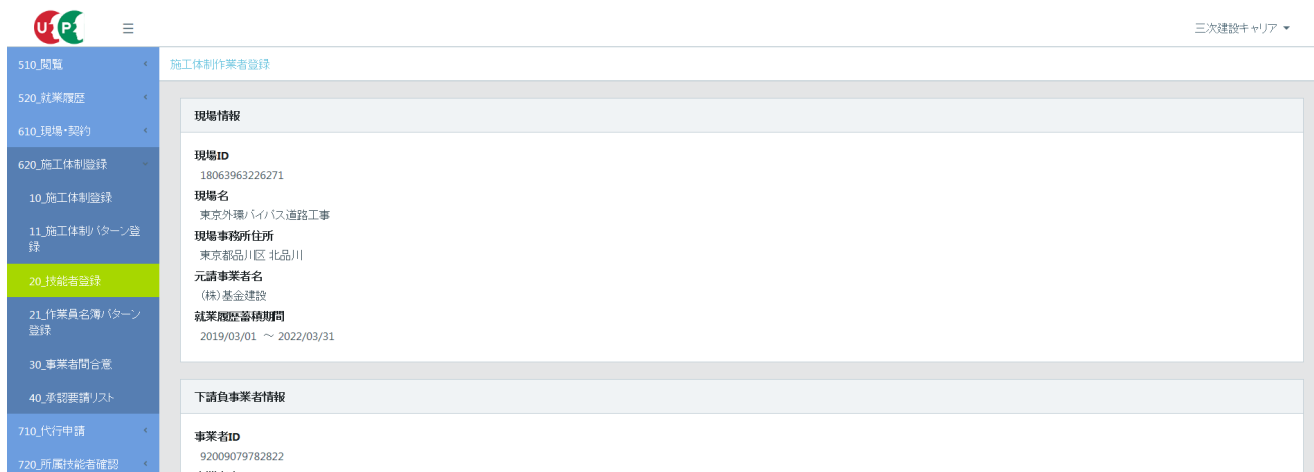 UP
三次建設キャリア
510_閲覧
施工体制作業者登録
520_就業履歴
610_現場・契約
620_施工体制登録
10_施工体制登録
11_施工体制パターン登
録
20_技能者登録
21_作業員名簿パターン
登録
30_事業者間合意
40_承認要請リスト
710_代行申請
720_所属技能者確認
現場情報
現場ID
18063963226271
現場名
東京外環バイパス道路工事
現場事務所住所
東京都品川区 北品川
元請事業者名
(株)基金建設
就業履歴蓄積期間
2019/03/01 ～ 2022/03/31
下請負事業者情報
事業者ID
92009079782822